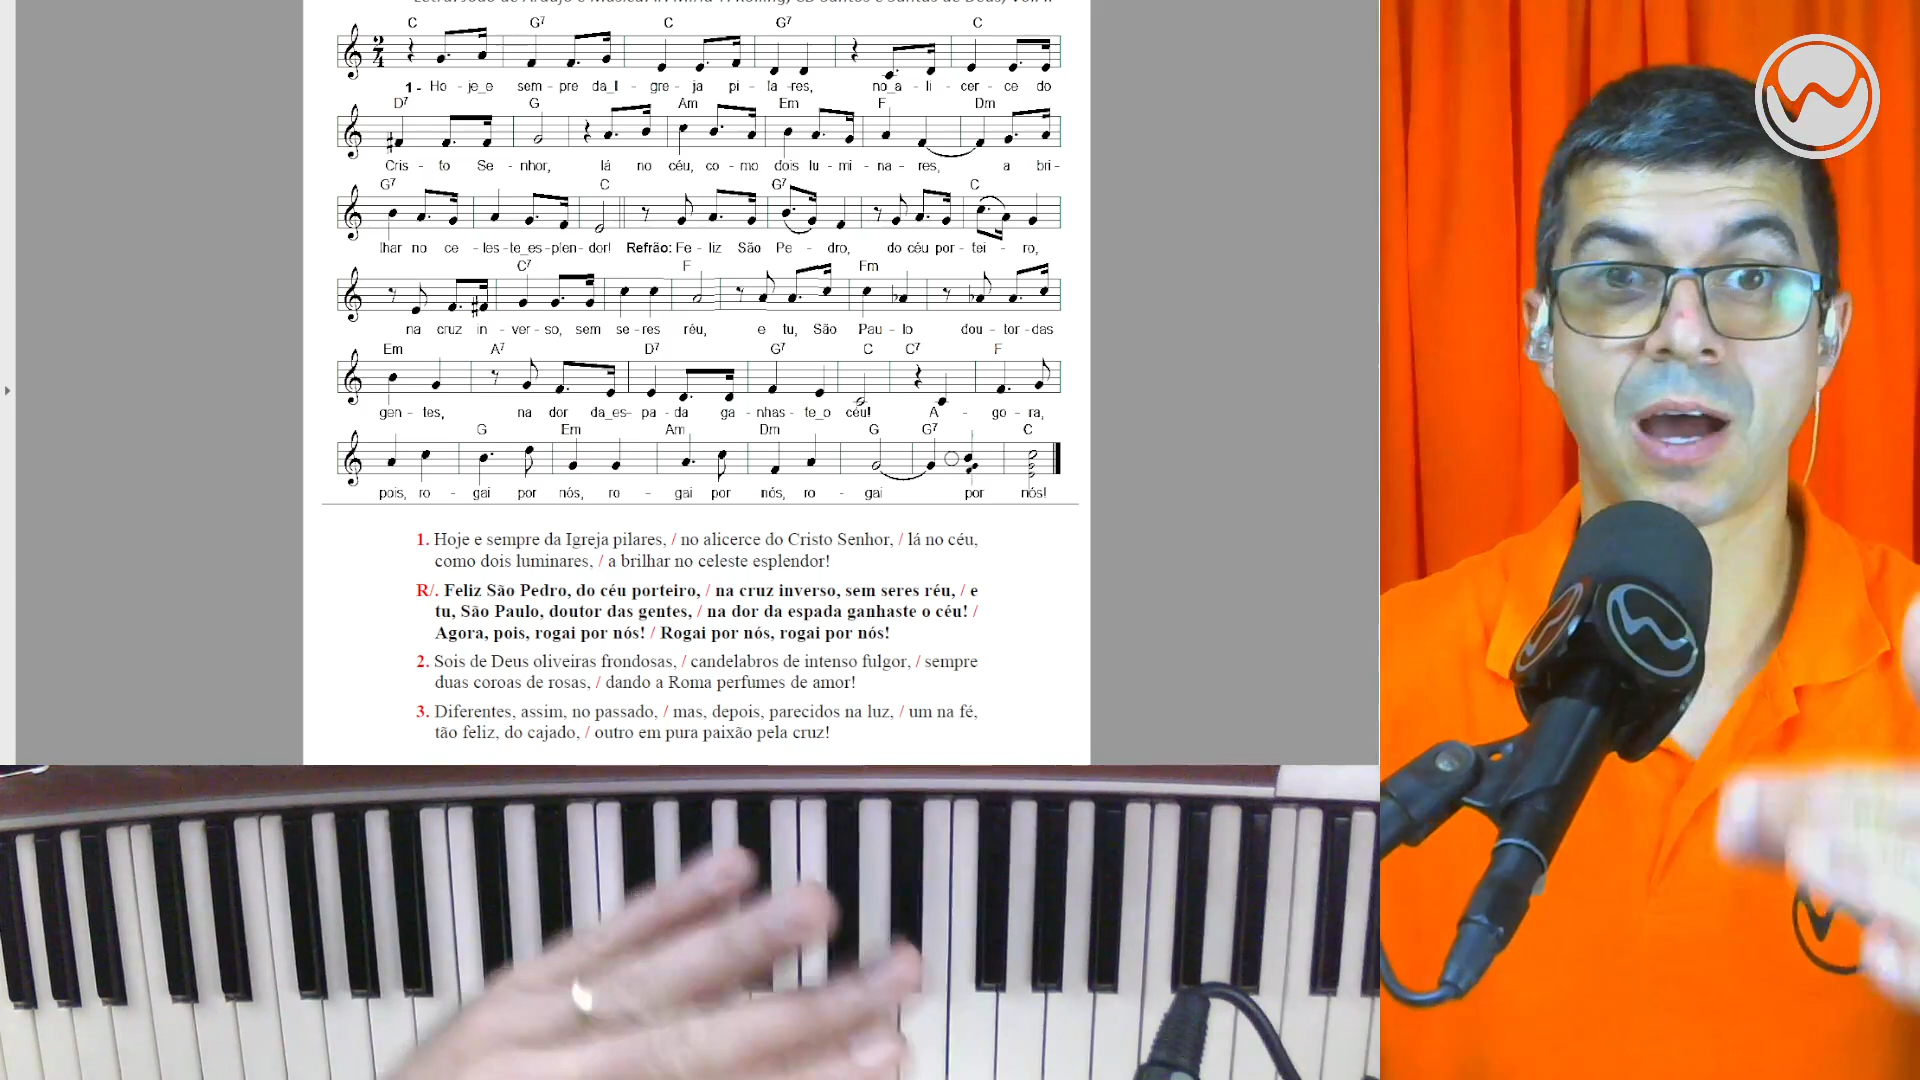 C G7 C G7 C
1 - Ho - je_e sem - pre da_I - gre - ja pi - la - res, no_a - li - cer - ce do
D7 G Am Em F Dm
Cris - to Se - nhor, lá no céu, co - mo dois lu - mi - na - res, a bri -
G7 C G7 C
lhar no ce - les - te_es - plen - dor! Refrão: Fe - liz São Pe - dro, do céu por - tei - ro,
C7 F Fm
na cruz in - ver - so, sem se - res réu, e tu, São Pau - lo dou - tor - das
Em A7 D7 G7 C C7 F
gen - tes, na dor da_es - pa - da ga - nhas - te_o céu! A - go - ra,
G Em Am Dm G G7 C
pois, ro - gai por nós, ro - gai por nós, ro - gai por nós!
1. Hoje e sempre da Igreja pilares, / no alicerce do Cristo Senhor, / lá no céu,
como dois luminares, / a brilhar no celeste esplendor!
R/. Feliz São Pedro, do céu porteiro, / na cruz inverso, sem seres réu, / e
tu, São Paulo, doutor das gentes, / na dor da espada ganhaste o céu! /
Agora, pois, rogai por nós! / Rogai por nós, rogai por nós!
2. Sois de Deus oliveiras frondosas, / candelabros de intenso fulgor, / sempre
duas coroas de rosas, / dando a Roma perfumes de amor!
3. Diferentes, assim, no passado, / mas, depois, parecidos na luz, / um na fé,
tão feliz, do cajado, / outro em pura paixão pela cruz!